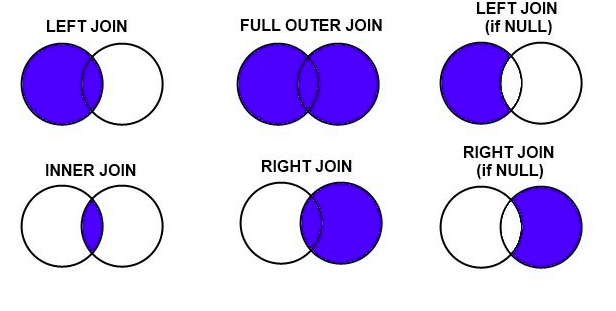 LEFT JOIN
FULL OUTER JOIN
LEFT JOIN
(if NULL)
INNER JOIN
RIGHT JOIN
RIGHT JOIN
(if NULL)